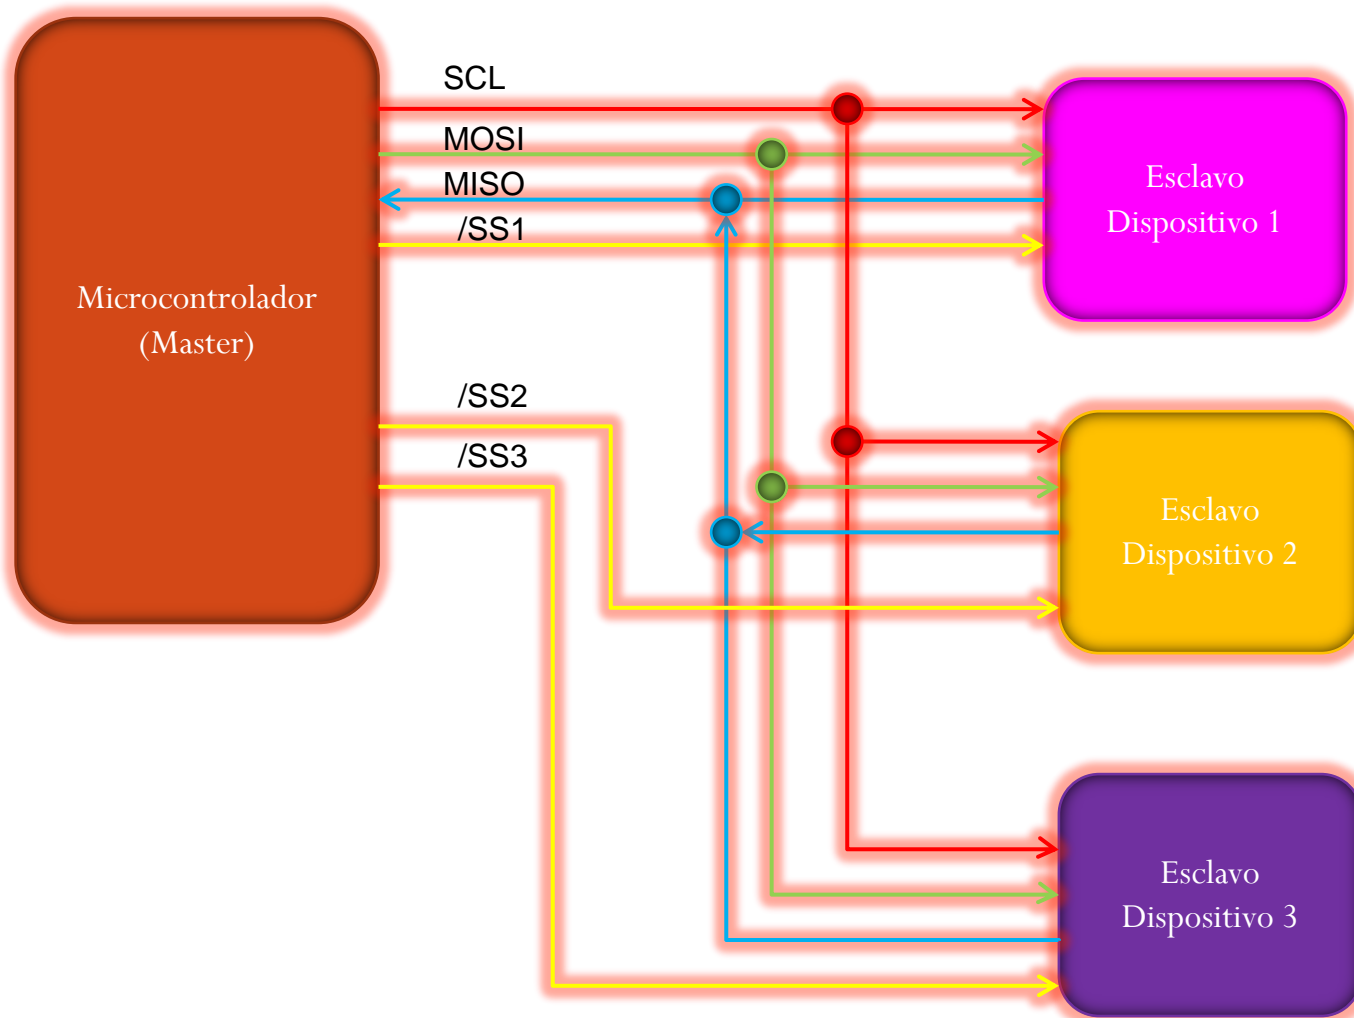 SCL
MOSI
MISO
/SS1
Esclavo
Dispositivo 1
Microcontrolador
(Master)
/SS2
/SS3
Esclavo
Dispositivo 2
Esclavo
Dispositivo 3